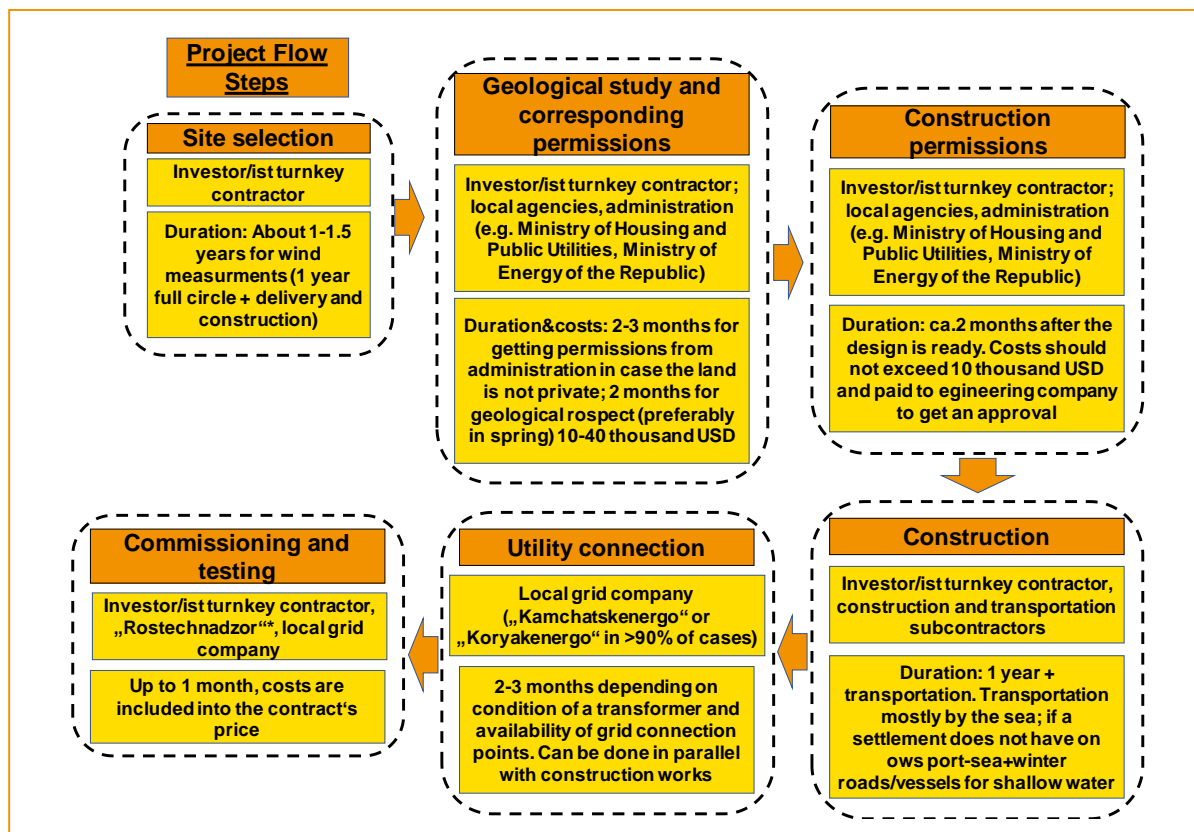 Project Flow
Steps
Site selection
Investor/ist turnkey
contractor
Duration: About 1-1.5
years for wind
measurments (1 year
full circle + delivery and
construction)
Geological study and
corresponding
permissions
Investor/ist turnkey contractor;
local agencies, administration
(e.g. Ministry of Housing and
Public Utilities, Ministry of
Energy of the Republic)
Duration&costs: 2-3 months for
getting permissions from
administration in case the land
is not private; 2 months for
geological rospect (preferably
in spring) 10-40 thousand USD
Construction
permissions
Investor/ist turnkey contractor;
local agencies, administration
(e.g. Ministry of Housing and
Public Utilities, Ministry of
Energy of the Republic)
Duration: ca.2 months after the
design is ready. Costs should
not exceed 10 thousand USD
and paid to egineering company
to get an approval
Construction
Investor/ist turnkey contractor,
construction and transportation
subcontractors
Duration: 1 year +
transportation. Transportation
mostly by the sea; if a
settlement does not have on
ows port-sea+winter
roads/vessels for shallow water
Utility connection
Local grid company
(„Kamchatskenergo“ or
„Koryakenergo“ in >90% of cases)
2-3 months depending on
condition of a transformer and
availability of grid connection
points. Can be done in parallel
with construction works
Commissioning and
testing
Investor/ist turnkey contractor,
„Rostechnadzor“*, local grid
company
Up to 1 month, costs are
included into the contract‘s
price